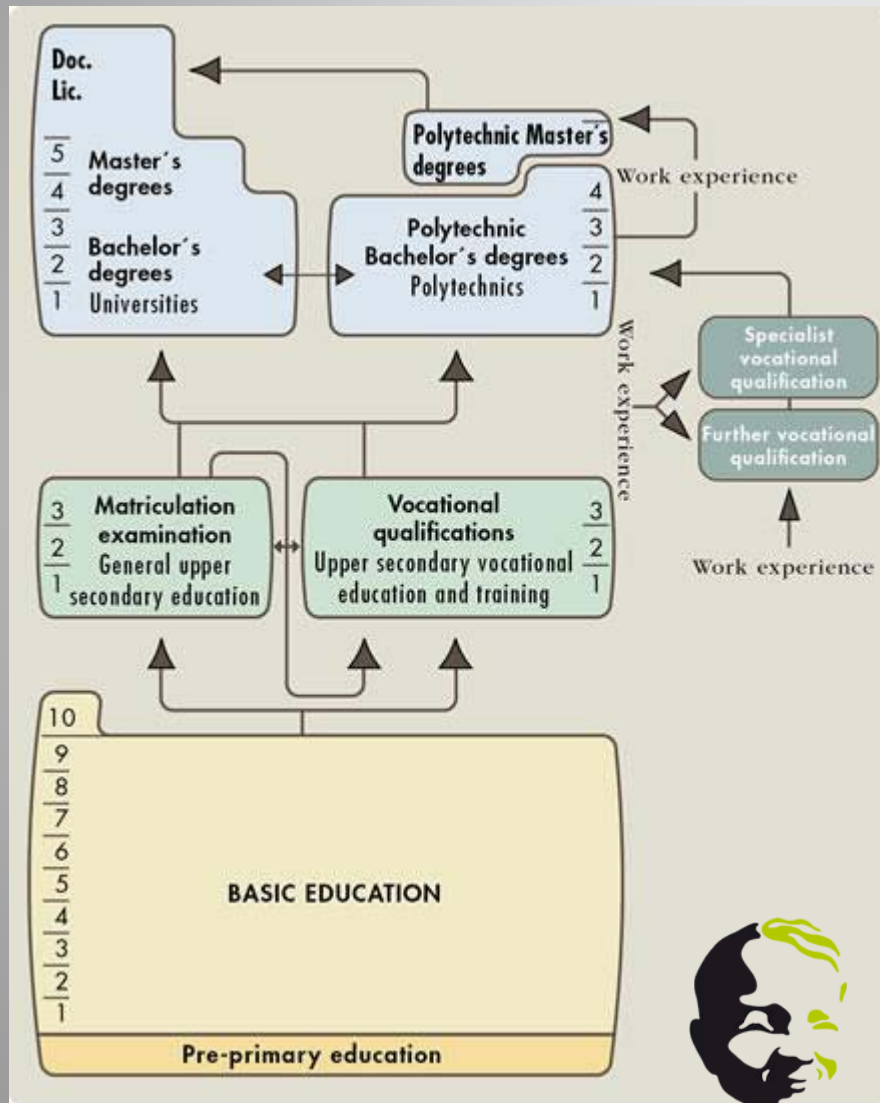 Doc.
Lic.
5
4
3
2
1
Master´s
degrees
Bachelor´s
degrees
Universities
Polytechnic Master´s
degrees
Work experience
Polytechnic
Bachelor´s degrees
Polytechnics
4
3
2
1
Work experience
Specialist
vocational
qualification
Further vocational
qualification
Work experience
3
2
1
Matriculation
examination
General upper
secondary education
Vocational
qualifications
Upper secondary vocational
education and training
3
2
1
10
9
8
7
6
5
4
3
2
1
BASIC EDUCATION
Pre-primary education